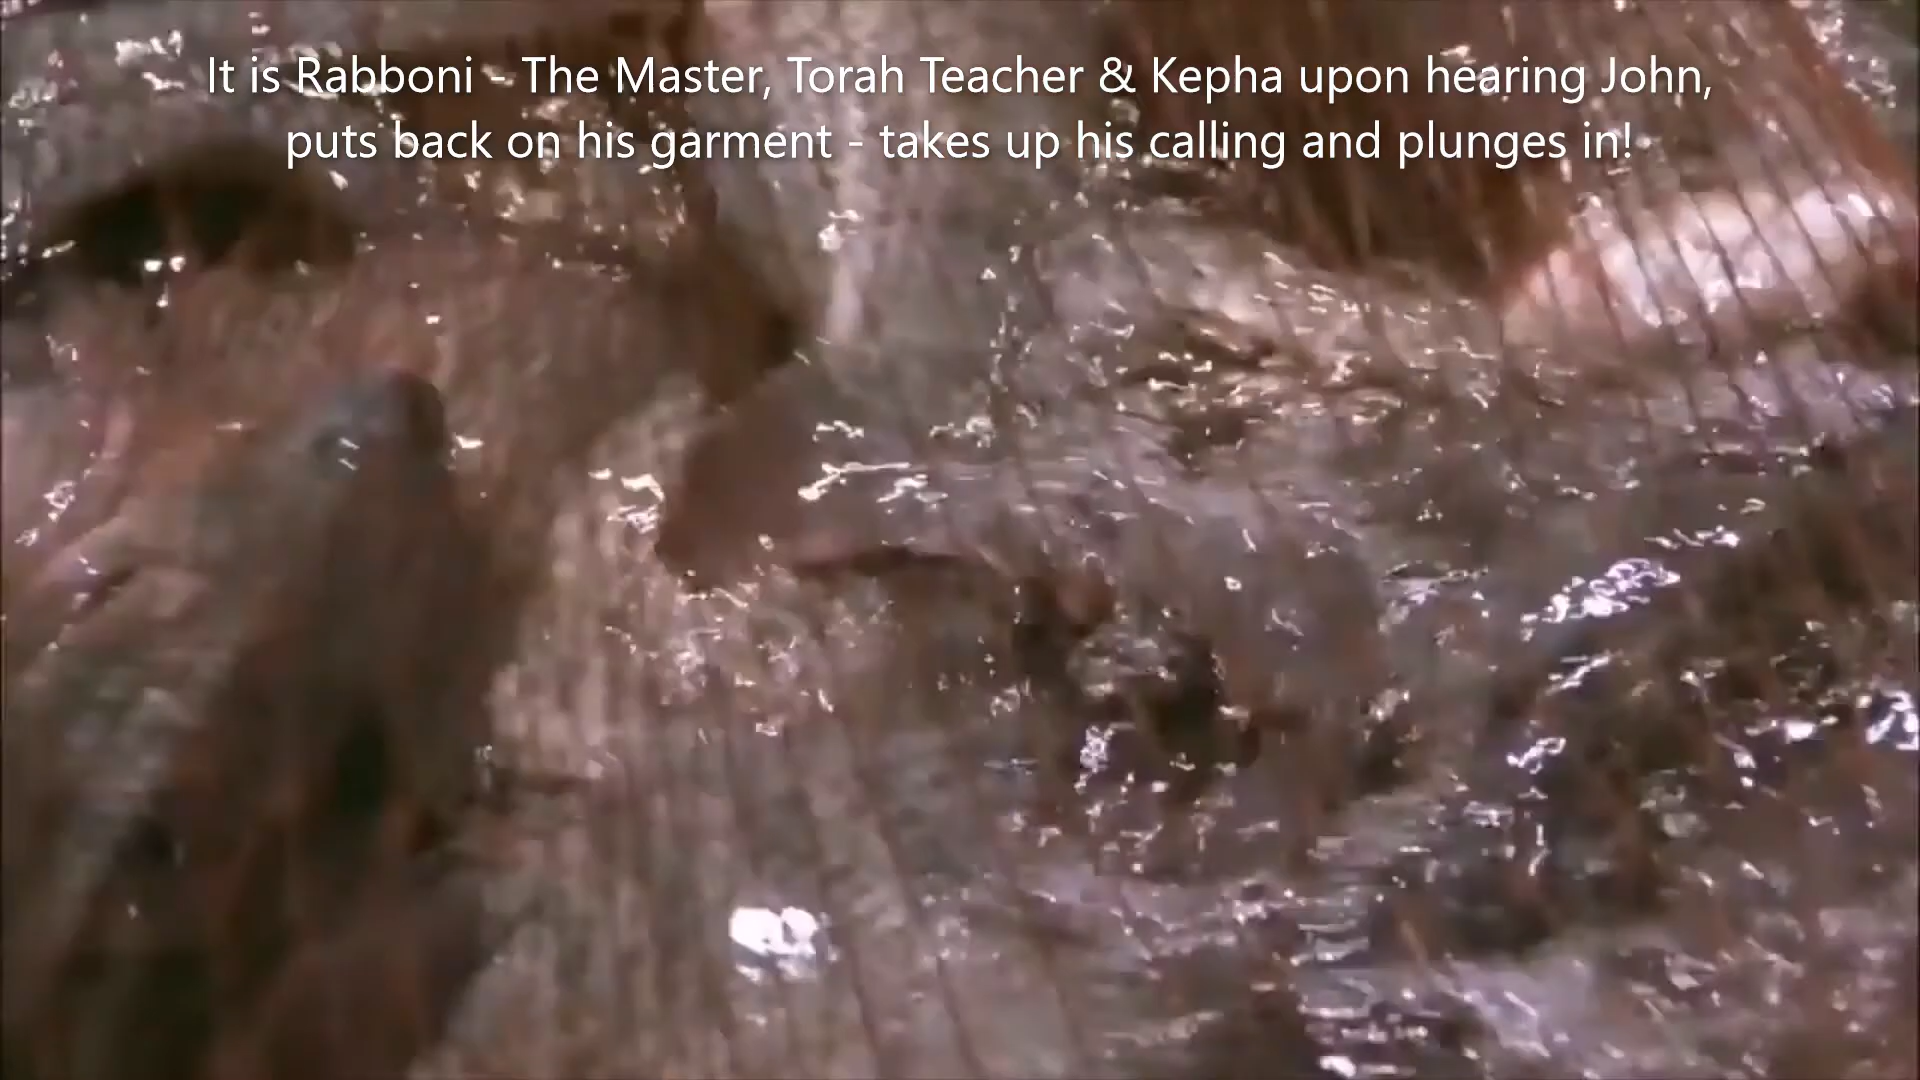 It is Rabboni - The Master, Torah Teacher & Kepha upon hearing John,
puts back on his garment - takes up his calling and plunges in!